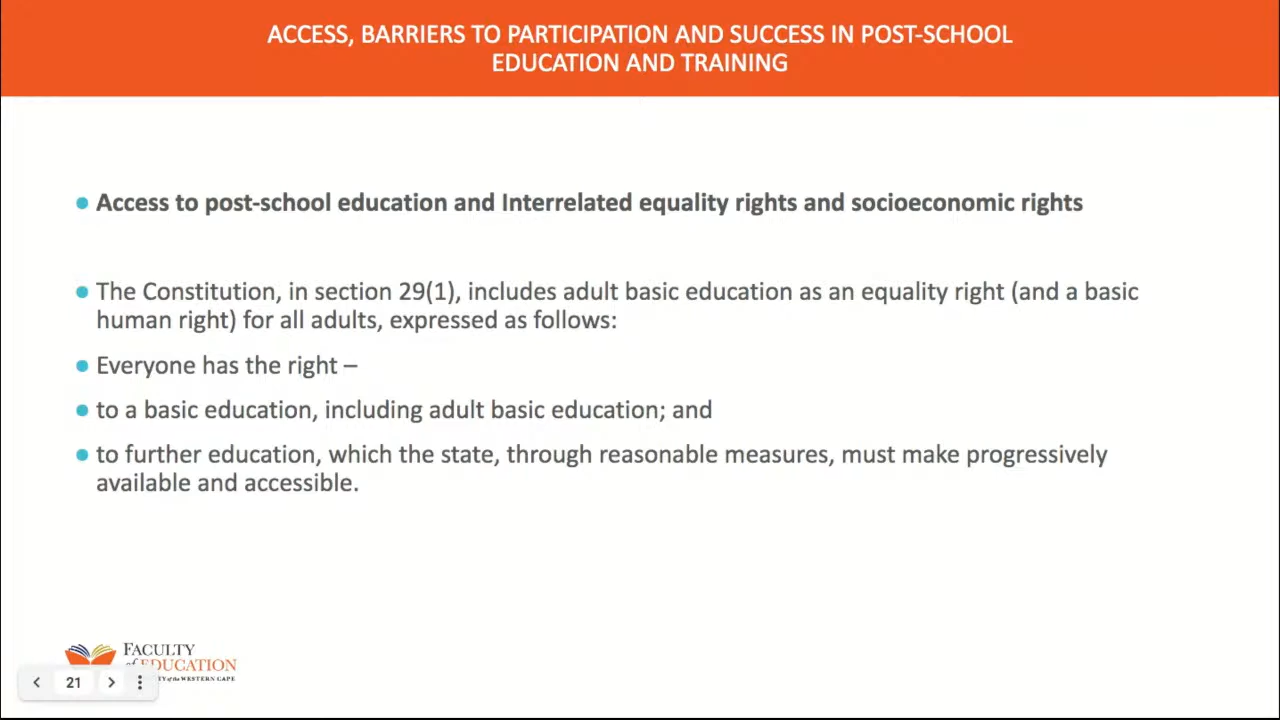 ACCESS, BARRIERS TO PARTICIPATION AND SUCCESS IN POST-SCHOOL
EDUCATION AND TRAINING
Access to post-school education and Interrelated equality rights and socioeconomic rights
The Constitution, in section 29(1), includes adult basic education as an equality right (and a basic
human right) for all adults, expressed as follows:
Everyone has the right –
to a basic education, including adult basic education; and
to further education, which the state, through reasonable measures, must make progressively
available and accessible.
FACULTY
of EDUCATION
of the WESTERN CAPE
21